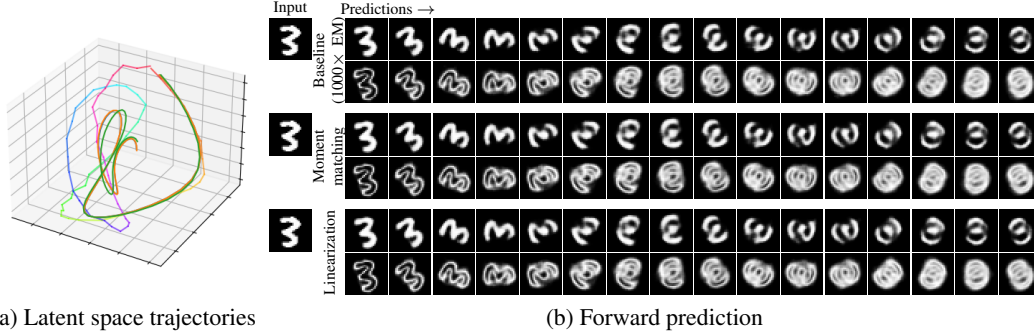 Input
Predictions →
Baseline
(1000× EM)
Moment
matching
Linearization
a) Latent space trajectories
(b) Forward prediction